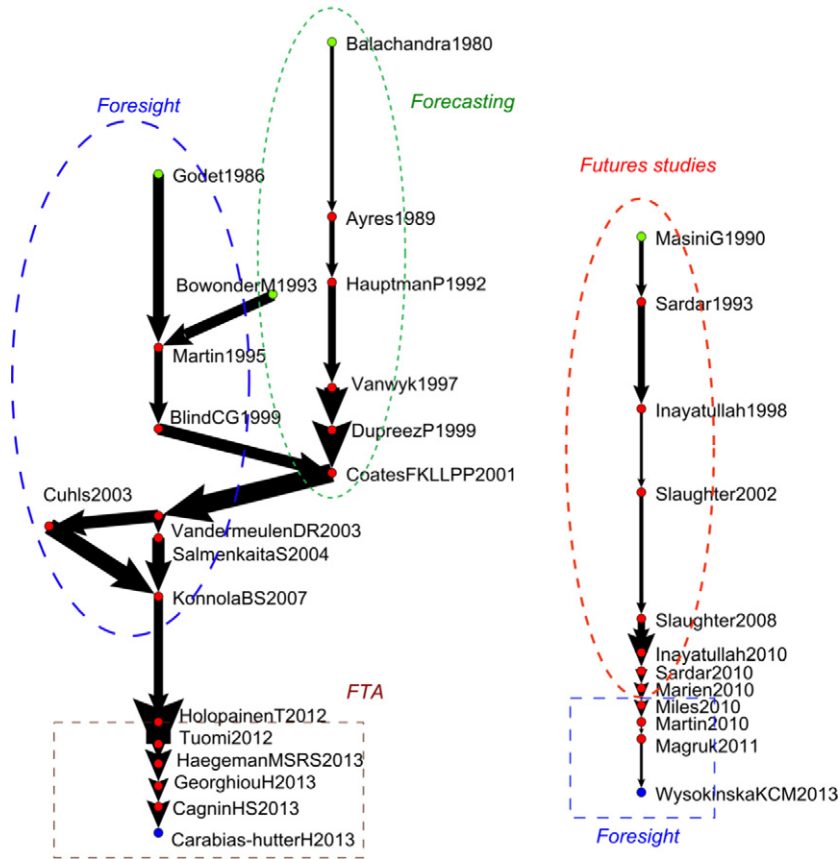 Balachandra1980
Foresight
Forecasting
Godet1986
Ayres1989
BowonderM1993
HauptmanP1992
Martin1995
Vanwyk1997
BlindCG1999
DupreezP1999
CoatesFKLLPP2001
Cuhls2003
VandermeulenDR2003
SalmenkaitaS2004
KonnolaBS2007
FTA
HolopainenT2012
Tuomi2012
HaegemanMSRS2013
GeorghiouH2013
CagninHS2013
Carabias-hutterH2013
Futures studies
MasiniG1990
Sardar1993
Inayatullah1998
Slaughter2002
Slaughter2008
Inayatullah2010
Sardar2010
Marien2010
Miles2010
Martin2010
Magruk2011
WysokinskaKCM2013
Foresight